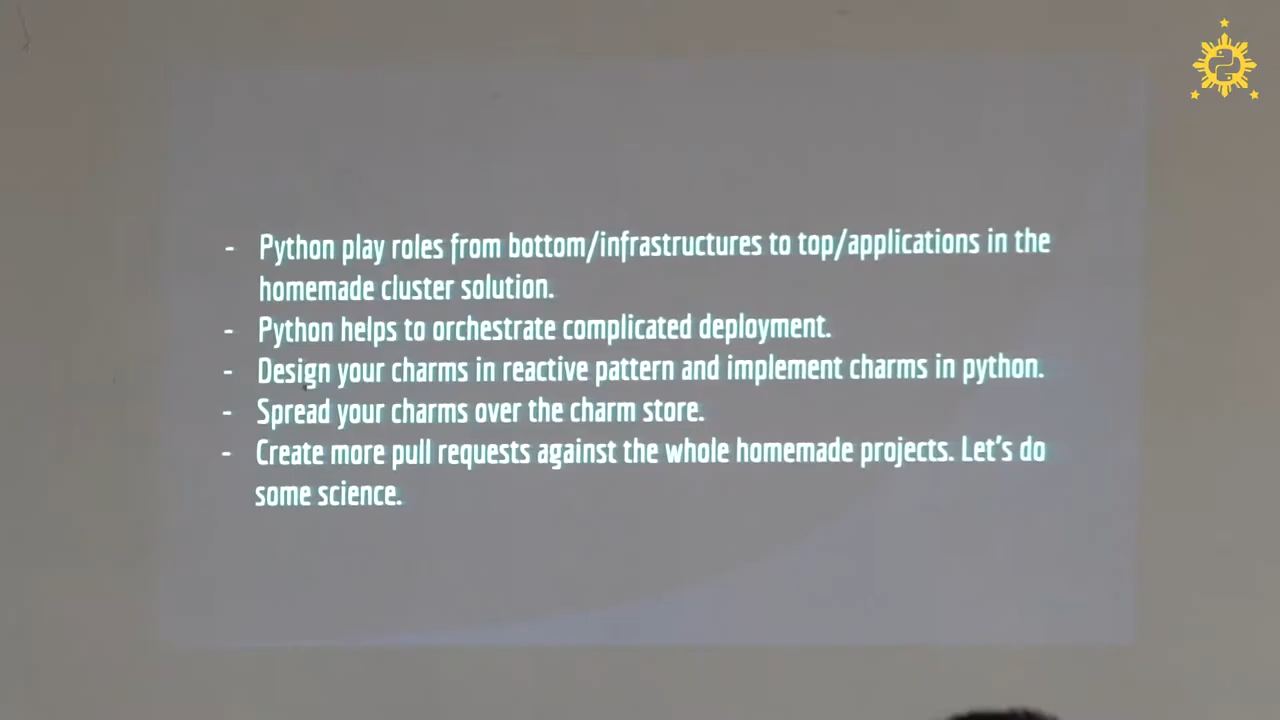 - Python play roles from bottom/infrastructures to top/applications in the
homemade cluster solution.
- Python helps to orchestrate complicated deployment.
- Design your charms in reactive pattern and implement charms in python.
- Spread your charms over the charm store.
- Create more pull requests against the whole homemade projects. Let's do
some science.